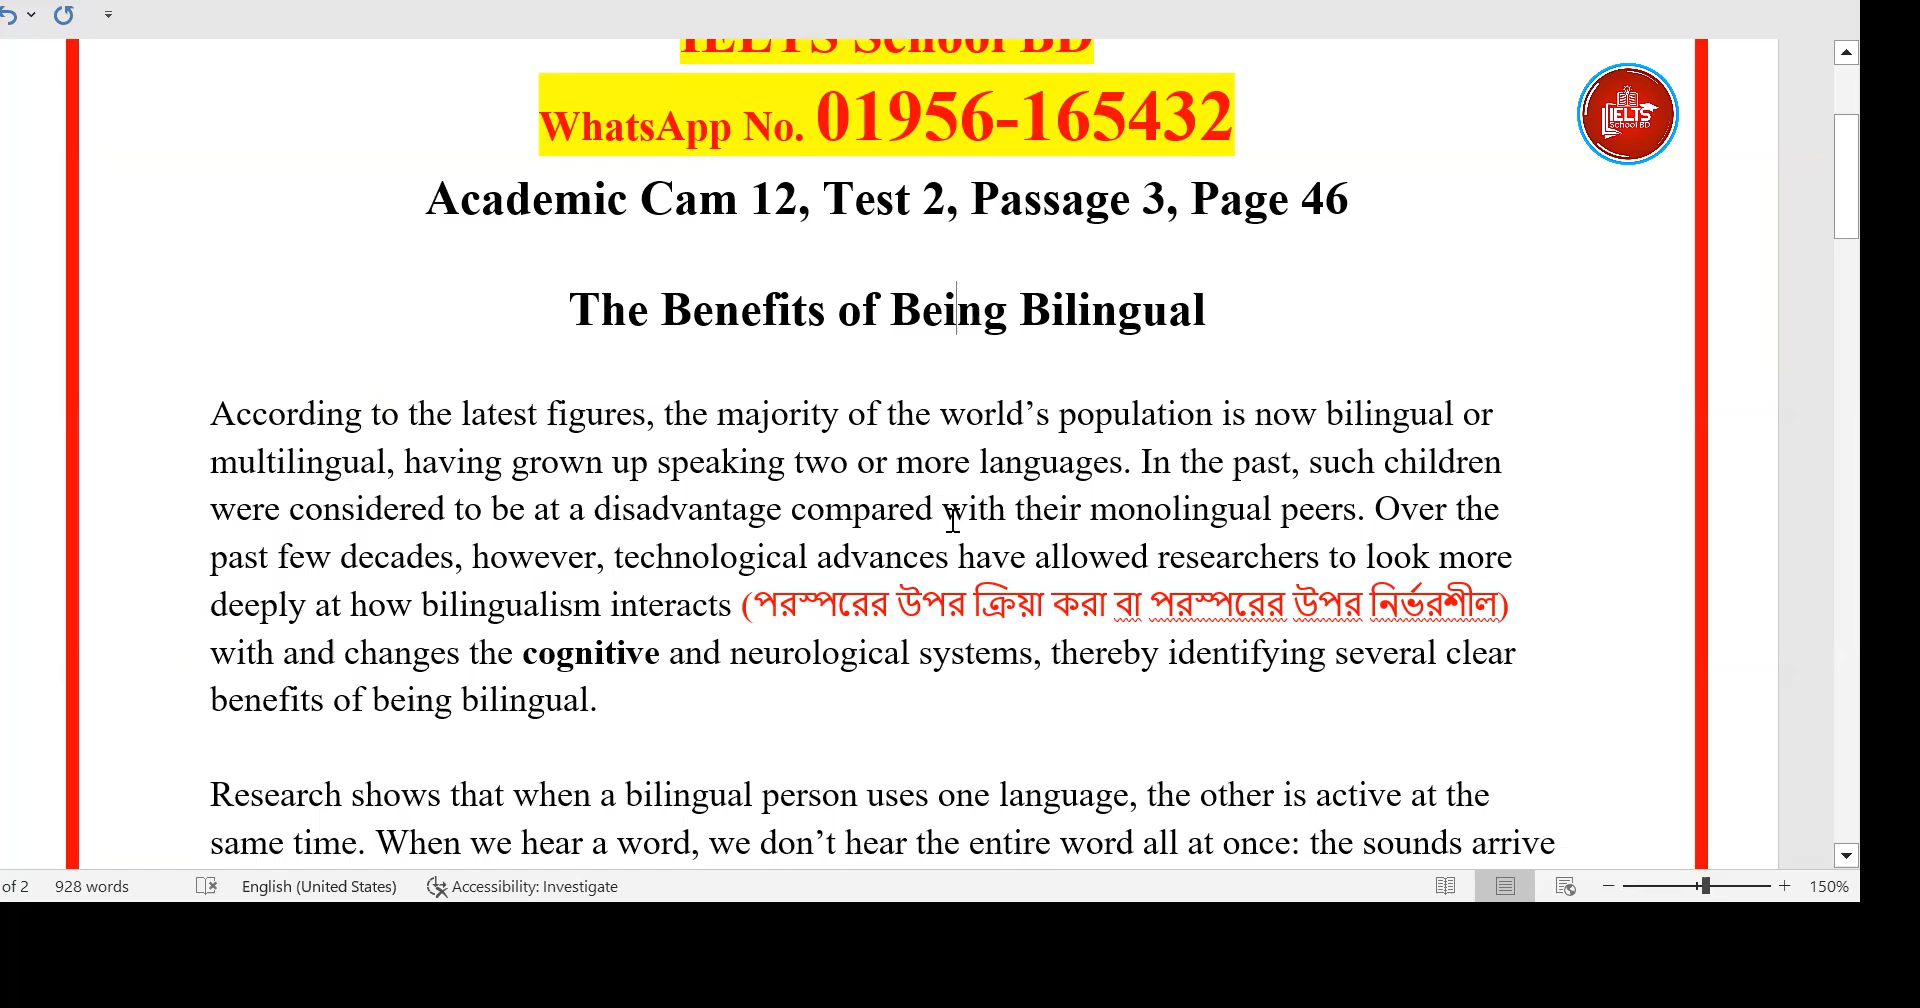 IELTS School BD
WhatsApp No. 01956-165432
IELTS
School BD
Academic Cam 12, Test 2, Passage 3, Page 46
The Benefits of Being Bilingual
According to the latest figures, the majority of the world’s population is now bilingual or
multilingual, having grown up speaking two or more languages. In the past, such children
were considered to be at a disadvantage compared with their monolingual peers. Over the
past few decades, however, technological advances have allowed researchers to look more
deeply at how bilingualism interacts (পরস্পরের উপর ক্রিয়া করা বা পরস্পরের উপর নির্ভরশীল)
with and changes the cognitive and neurological systems, thereby identifying several clear
benefits of being bilingual.
Research shows that when a bilingual person uses one language, the other is active at the
same time. When we hear a word, we don’t hear the entire word all at once: the sounds arrive
of 2 928 words English (United States) Accessibility: Investigate 150%